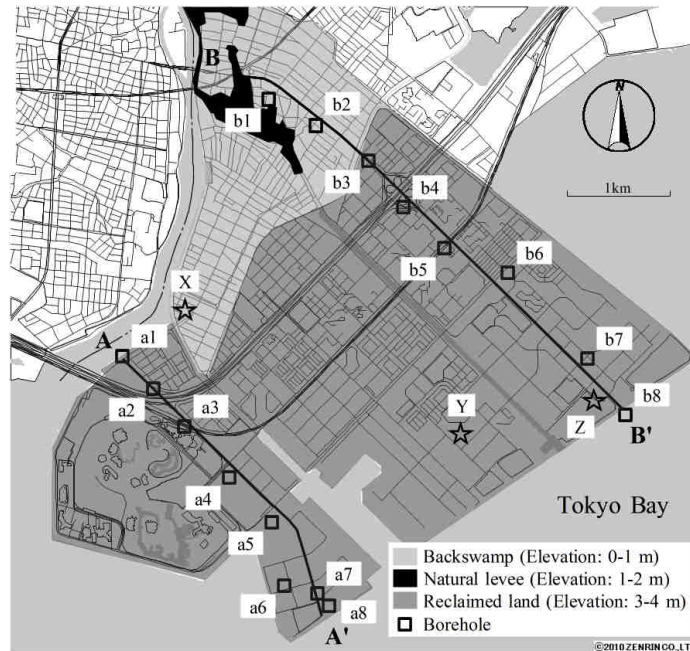 B
b1
b2
N
b3
1km
b4
b5
b6
X
A
a1
b7
a2
a3
Y
Z
b8
B'
a4
Tokyo Bay
a5
a6
a7
a8
A'
Backswamp (Elevation: 0-1 m)
Natural levee (Elevation: 1-2 m)
Reclaimed land (Elevation: 3-4 m)
Borehole
©2010 ZENRIN CO., LT